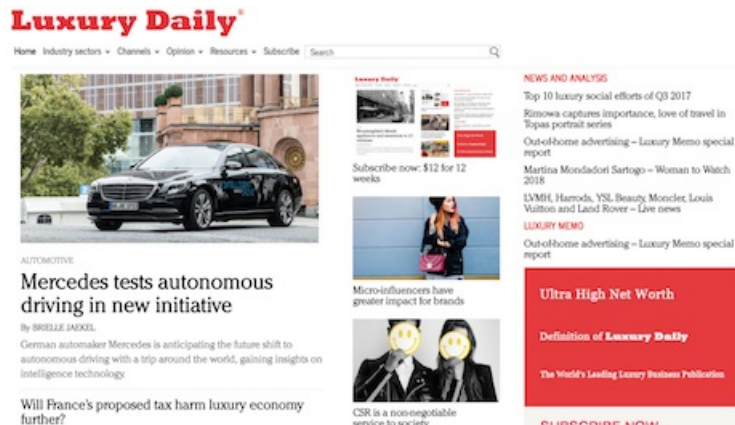 Luxury Daily®
Home Industry sectors Channels Opinion Resources Subscribe Search
AUTOMOTIVE
Mercedes tests autonomous
driving in new initiative
By BRIELLE JAEKEL
German automaker Mercedes is anticipating the future shift to
autonomous driving with a trip around the world, gaining insights on
intelligence technology.
Will France's proposed tax harm luxury economy
further?
Luxury Daily
Subscribe now: $12 for 12
weeks
Micro-influencers have
greater impact for brands
CSR is a non-negotiable
service to society
NEWS AND ANALYSIS
Top 10 luxury social efforts of Q3 2017
Rimowa captures importance, love of travel in
Topas portrait series
Out-of-home advertising – Luxury Memo special
report
Martina Mondadori Sartogo – Woman to Watch
2018
LVMH, Harrods, YSL Beauty, Moncler, Louis
Vuitton and Land Rover – Live news
LUXURY MEMO
Out-of-home advertising – Luxury Memo special
report
Ultra High Net Worth
Definition of Luxury Daily
The World's Leading Luxury Business Publication
SUBSCRIBE NOW